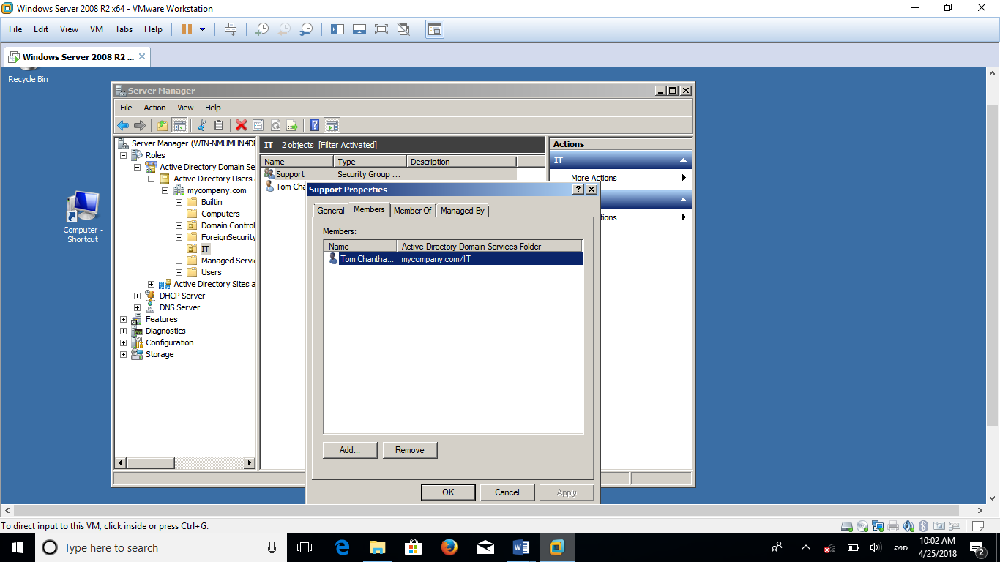 Windows Server 2008 R2 x64 - VMware Workstation
File Edit View VM Tabs Help
Windows Server 2008 R2 ...
Recycle Bin
Computer -
Shortcut
Server Manager
File Action View Help
Server Manager (WIN-NMUMHN4DF
Roles
Active Directory Domain Se
Active Directory Users a
mycompany.com
Builtin
Computers
Domain Control
ForeignSecurity
IT
Managed Servic
Users
Active Directory Sites a
DHCP Server
DNS Server
Features
Diagnostics
Configuration
Storage
IT 2 objects [Filter Activated]
Name Type Description
Support Security Group ...
Tom Cha
Actions
IT
More Actions
tions
Support Properties
General Members Member Of Managed By
Members:
Name Active Directory Domain Services Folder
Tom Chantha... mycompany.com/IT
Add... Remove
OK Cancel Apply
To direct input to this VM, click inside or press Ctrl+G.
Type here to search
ລາວ
10:02 AM
4/25/2018
2